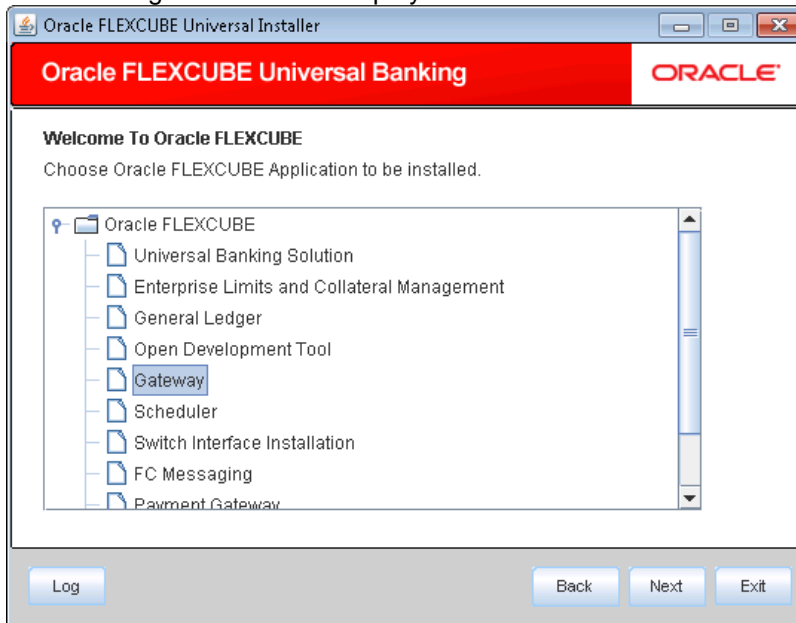 Oracle FLEXCUBE Universal Installer
Oracle FLEXCUBE Universal Banking
ORACLE
Welcome To Oracle FLEXCUBE
Choose Oracle FLEXCUBE Application to be installed.
Oracle FLEXCUBE
Universal Banking Solution
Enterprise Limits and Collateral Management
General Ledger
Open Development Tool
Gateway
Scheduler
Switch Interface Installation
FC Messaging
Payment Gateway
Log Back Next Exit